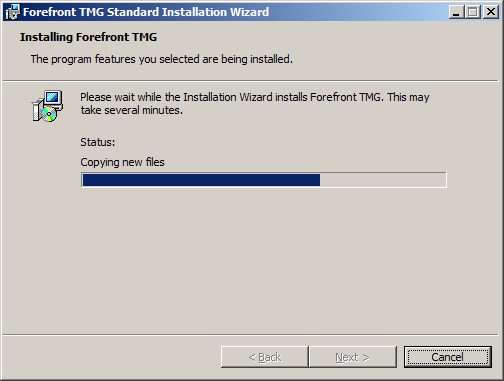 Forefront TMG Standard Installation Wizard
Installing Forefront TMG
The program features you selected are being installed.
Please wait while the Installation Wizard installs Forefront TMG. This may
take several minutes.
Status:
Copying new files
< Back
Next >
Cancel